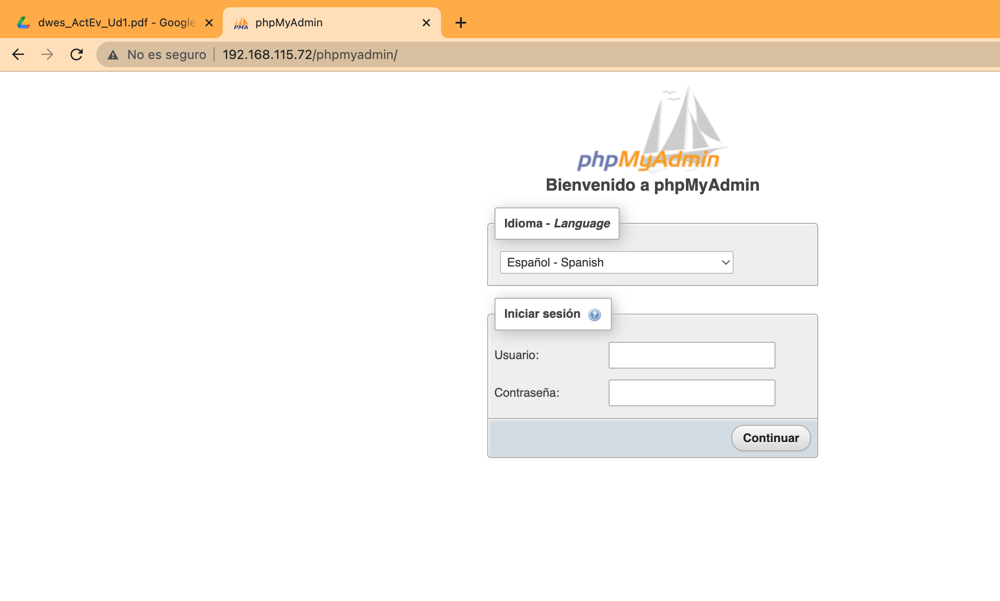 dwes_ActEv_Ud1.pdf - Google
PMA
phpMyAdmin
No es seguro
192.168.115.72/phpmyadmin/
phpMyAdmin
Bienvenido a phpMyAdmin
Idioma - Language
Español - Spanish
Iniciar sesión
Usuario:
Contraseña:
Continuar